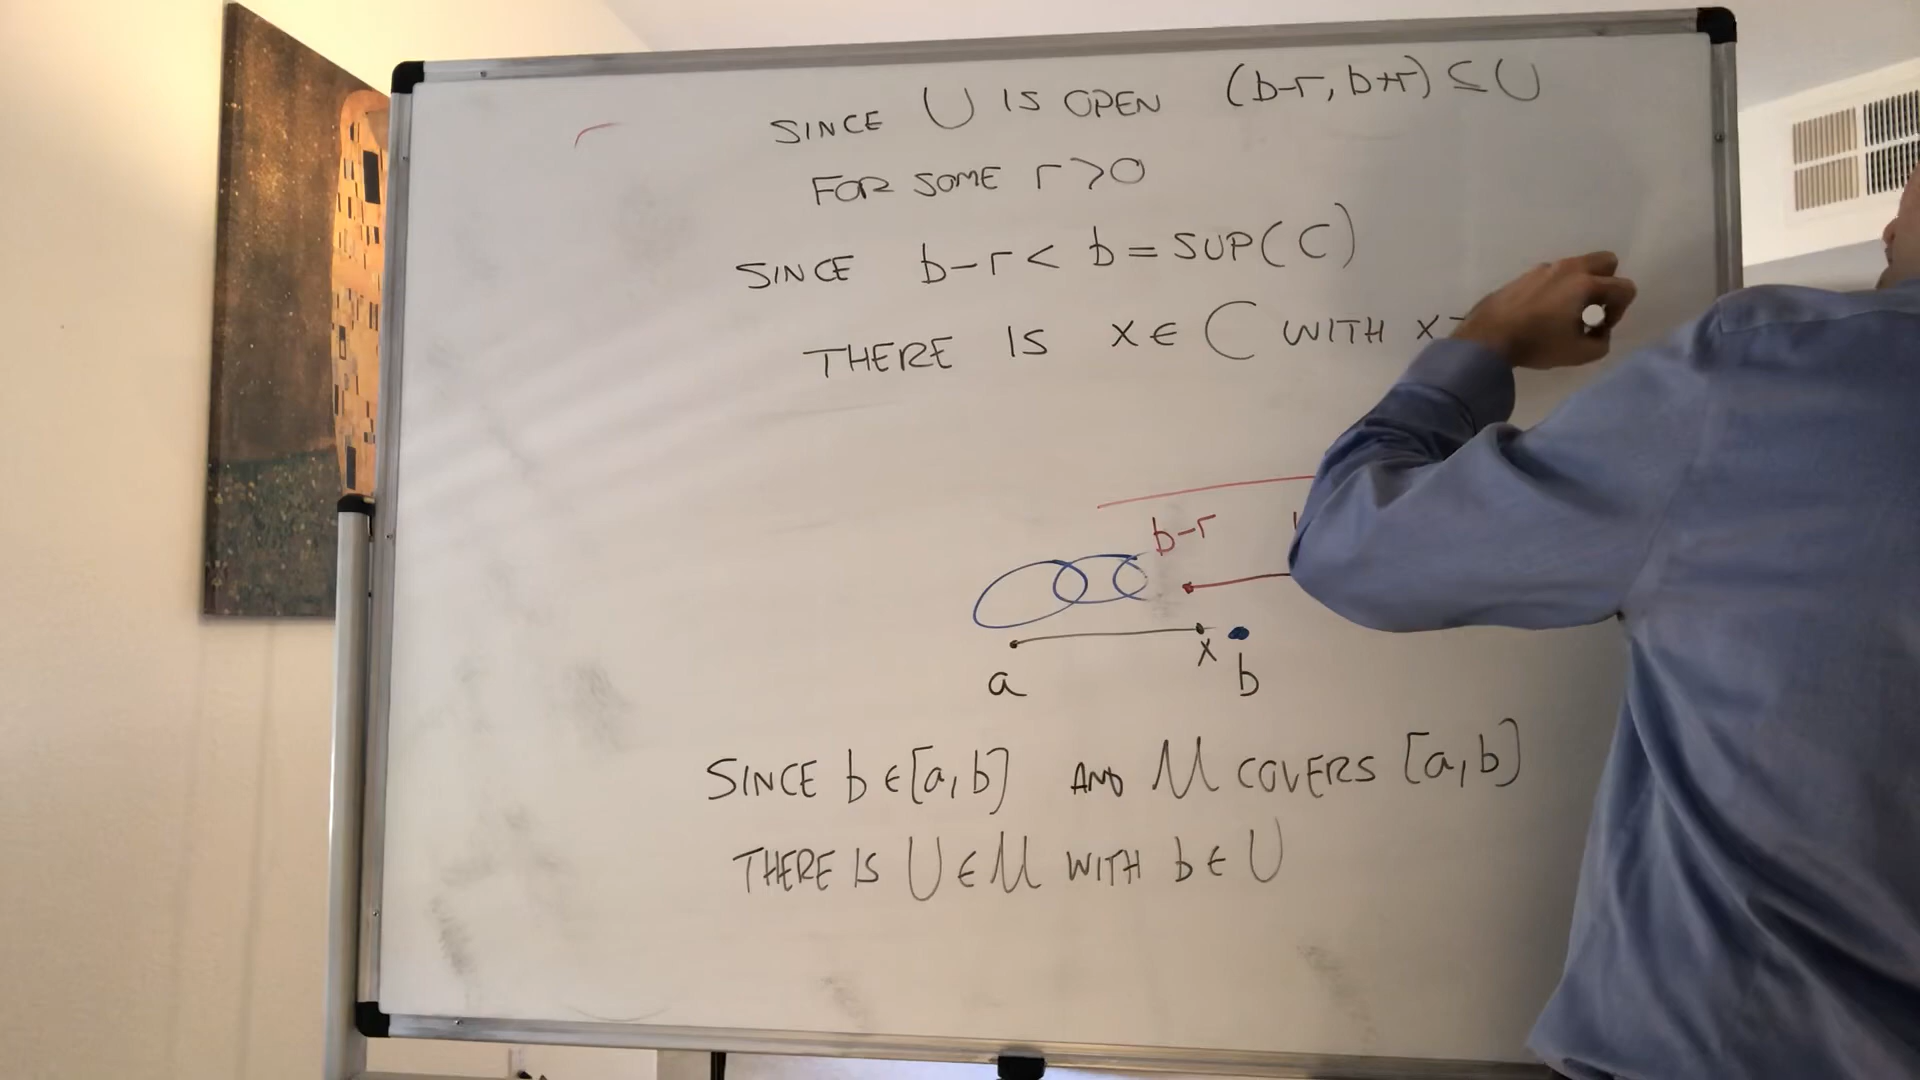 SINCE U IS OPEN (b-r, b+r) ⊆ U
FOR SOME r>0
SINCE b-r < b = SUP(C)
THERE IS x ∈ C WITH x
b-r
a
x
b
SINCE b ∈ [a,b] AND 𝒰 COVERS [a,b]
THERE IS U ∈ 𝒰 WITH b ∈ U